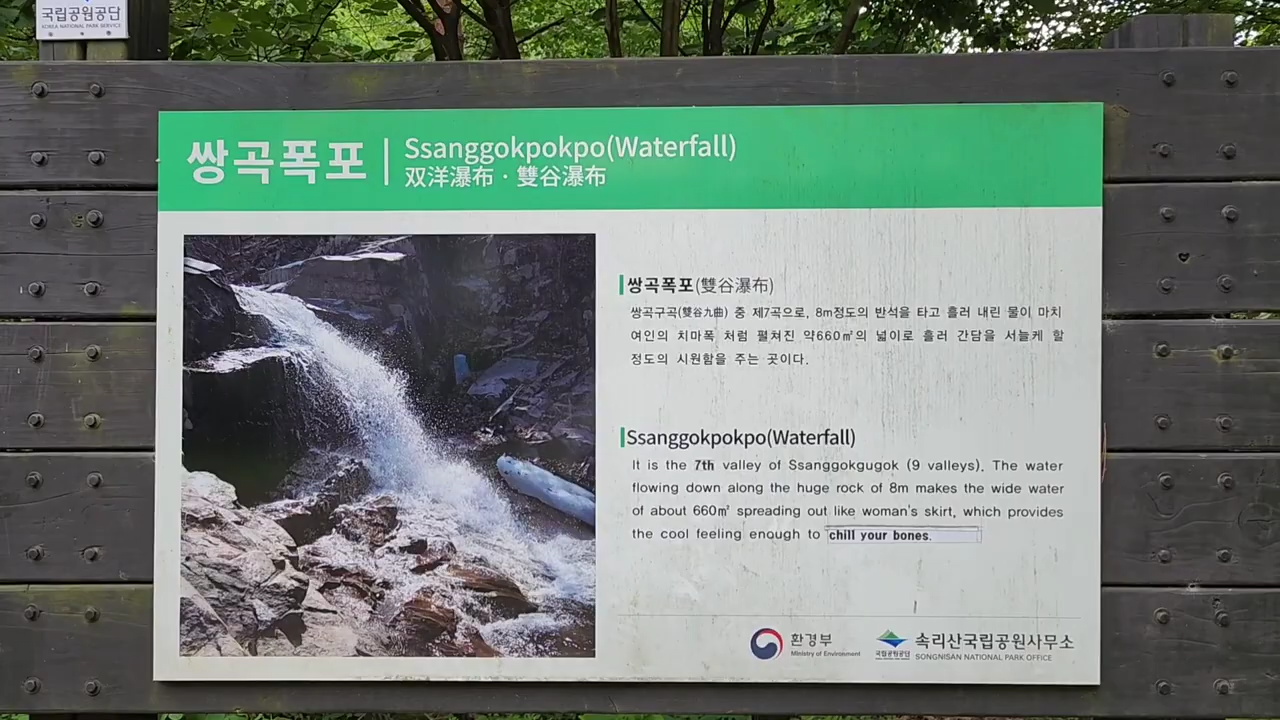 국립공원공단
KOREA NATIONAL PARK SERVICE
쌍곡폭포
Ssanggokpokpo(Waterfall)
双洋瀑布 · 雙谷瀑布
쌍곡폭포(雙谷瀑布)
쌍곡구곡(雙谷九曲) 중 제7곡으로, 8m정도의 반석을 타고 흘러 내린 물이 마치
여인의 치마폭 처럼 펼쳐진 약660㎡의 넓이로 흘러 간담을 서늘케 할
정도의 시원함을 주는 곳이다.
Ssanggokpokpo(Waterfall)
It is the 7th valley of Ssanggokgugok (9 valleys). The water
flowing down along the huge rock of 8m makes the wide water
of about 660㎡ spreading out like woman's skirt, which provides
the cool feeling enough to chill your bones.
환경부
Ministry of Environment
국립공원공단
속리산국립공원사무소
SONGNISAN NATIONAL PARK OFFICE